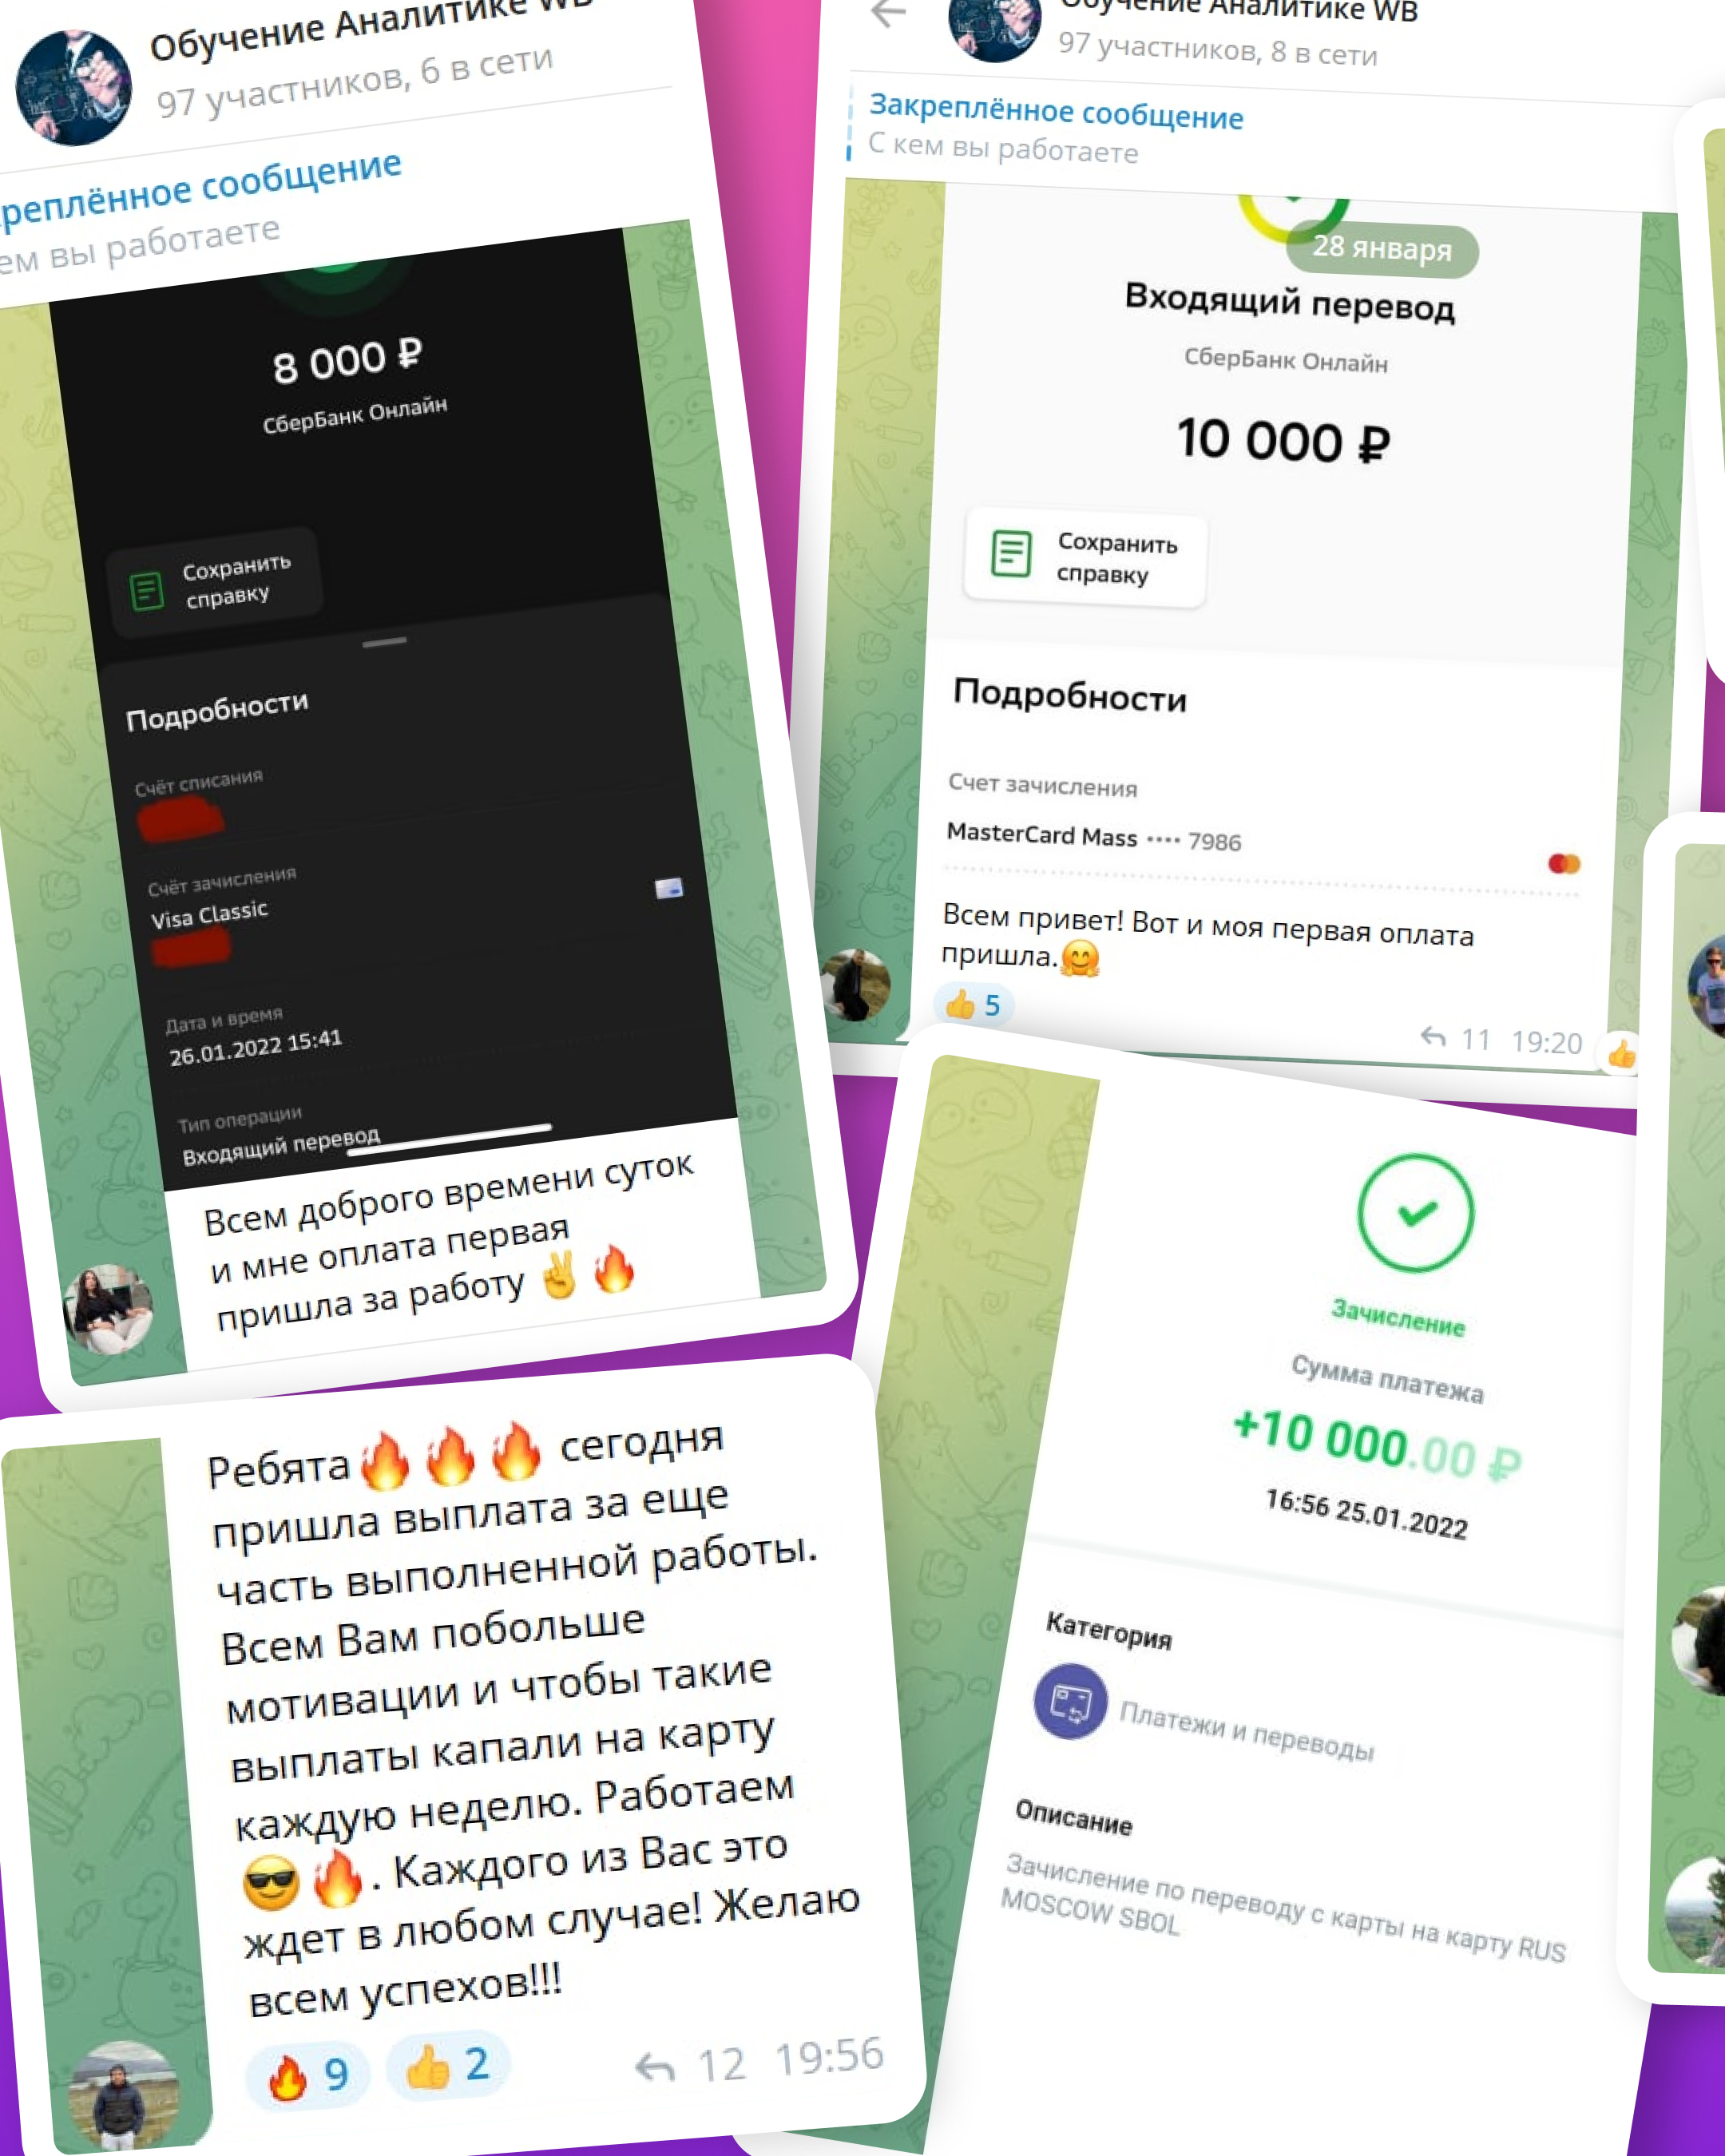 Обучение Аналитике WB
97 участников, 6 в сети
реплённое сообщение
ем вы работаете
8 000 ₽
СберБанк Онлайн
Сохранить
справку
Подробности
Счёт списания
Счёт зачисления
Visa Classic
Дата и время
26.01.2022 15:41
Тип операции
Входящий перевод
Всем доброго времени суток
и мне оплата первая
пришла за работу ✌️🔥
Обучение Аналитике WB
97 участников, 8 в сети
Закреплённое сообщение
С кем вы работаете
28 января
Входящий перевод
СберБанк Онлайн
10 000 ₽
Сохранить
справку
Подробности
Счет зачисления
MasterCard Mass •••• 7986
Всем привет! Вот и моя первая оплата
пришла.🤗
👍 5
11 19:20
Ребята🔥🔥🔥 сегодня
пришла выплата за еще
часть выполненной работы.
Всем Вам побольше
мотивации и чтобы такие
выплаты капали на карту
каждую неделю. Работаем
😎🔥. Каждого из Вас это
ждет в любом случае! Желаю
всем успехов!!!
🔥 9 👍 2
12 19:56
Зачисление
Сумма платежа
+10 000.00 ₽
16:56 25.01.2022
Категория
Платежи и переводы
Описание
Зачисление по переводу с карты на карту RUS
MOSCOW SBOL